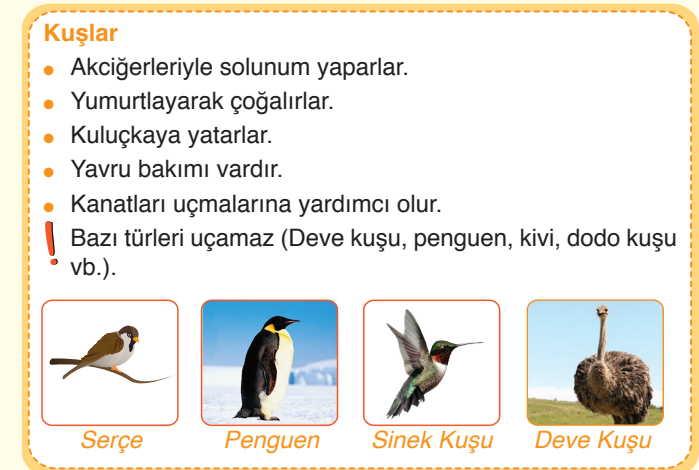 Kuşlar
● Akciğerleriyle solunum yaparlar.
● Yumurtlayarak çoğalırlar.
● Kuluçkaya yatarlar.
● Yavru bakımı vardır.
● Kanatları uçmalarına yardımcı olur.
! Bazı türleri uçamaz (Deve kuşu, penguen, kivi, dodo kuşu
vb.).
Serçe Penguen Sinek Kuşu Deve Kuşu